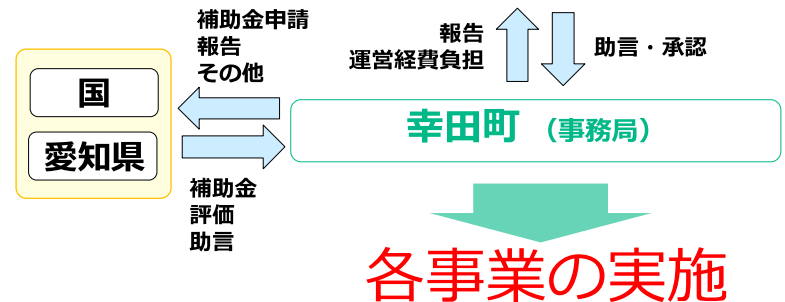 補助金申請
報告
その他
報告
運営経費負担
助言・承認
国
愛知県
幸田町（事務局）
補助金
評価
助言
各事業の実施